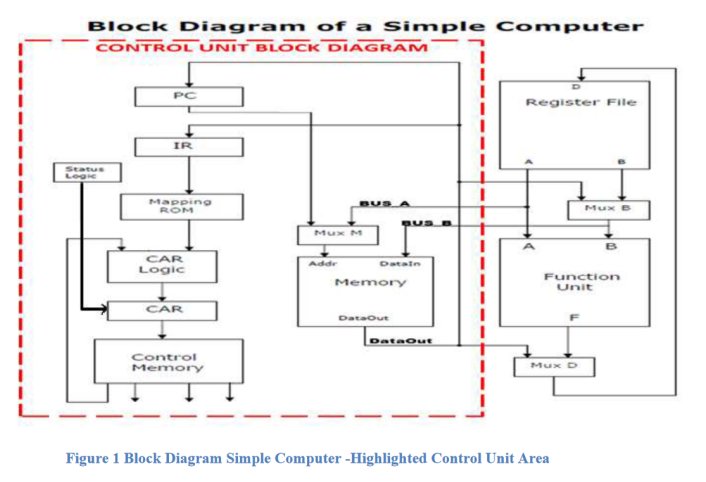 Block Diagram of a Simple Computer
CONTROL UNIT BLOCK DIAGRAM
PC
IR
Status
Logic
Mapping
ROM
CAR
Logic
CAR
Control
Memory
BUS A
BUS B
Mux M
Addr DataIn
Memory
DataOut
DataOut
D
Register File
A B
Mux B
A B
Function
Unit
F
Mux D
Figure 1 Block Diagram Simple Computer -Highlighted Control Unit Area